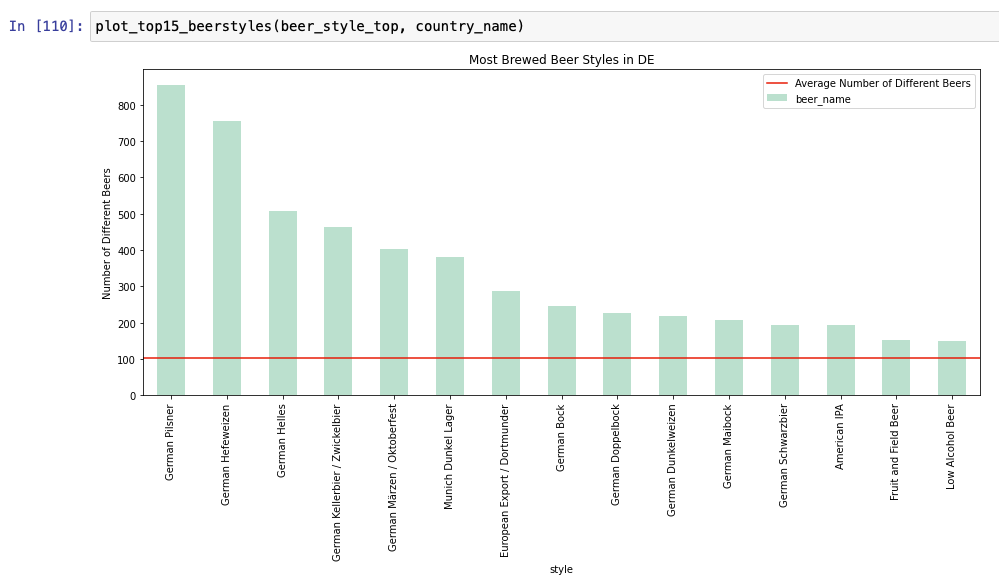 In [110]: plot_top15_beerstyles(beer_style_top, country_name)
Most Brewed Beer Styles in DE
Average Number of Different Beers
beer_name
Number of Different Beers
800
700
600
500
400
300
200
100
0
German Pilsner
German Hefeweizen
German Helles
German Kellerbier / Zwickelbier
German Märzen / Oktoberfest
Munich Dunkel Lager
European Export / Dortmunder
German Bock
German Doppelbock
German Dunkelweizen
German Maibock
German Schwarzbier
American IPA
Fruit and Field Beer
Low Alcohol Beer
style